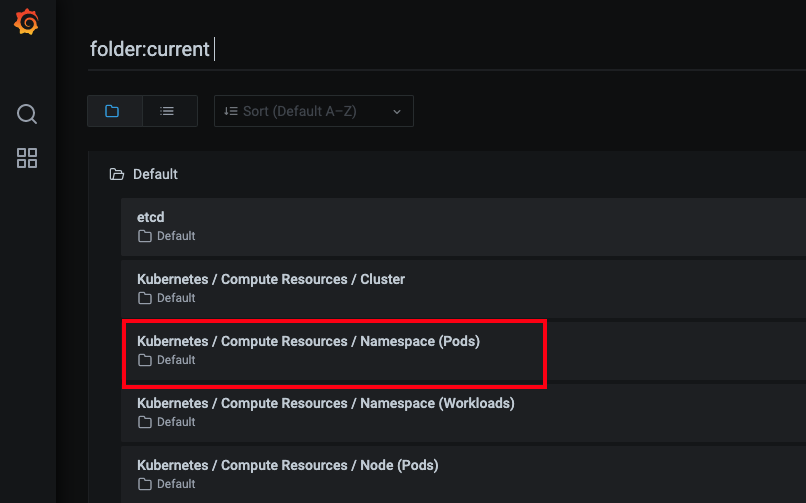 folder:current
Sort (Default A–Z)
Default
etcd
Default
Kubernetes / Compute Resources / Cluster
Default
Kubernetes / Compute Resources / Namespace (Pods)
Default
Kubernetes / Compute Resources / Namespace (Workloads)
Default
Kubernetes / Compute Resources / Node (Pods)
Default